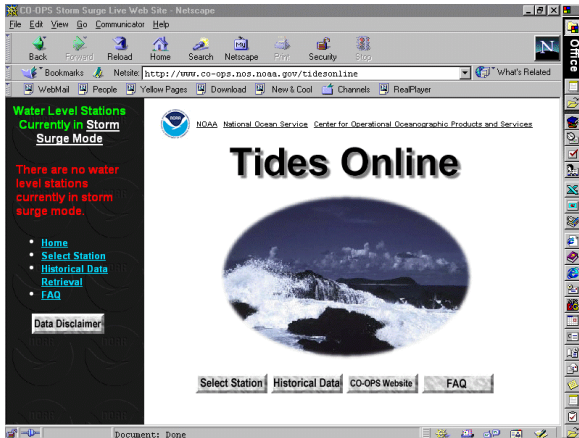 CO-OPS Storm Surge Live Web Site - Netscape
File Edit View Go Communicator Help
Back Forward Reload Home Search Netscape Print Security Stop
Bookmarks Netsite: http://www.co-ops.nos.noaa.gov/tidesonline What's Related
WebMail People Yellow Pages Download New & Cool Channels RealPlayer
Office
Water Level Stations
Currently in Storm
Surge Mode
There are no water
level stations
currently in storm
surge mode.
Home
Select Station
Historical Data
Retrieval
FAQ
Data Disclaimer
NOAA National Ocean Service Center for Operational Oceanographic Products and Services
Tides Online
Select Station Historical Data CO-OPS Website FAQ
Document: Done